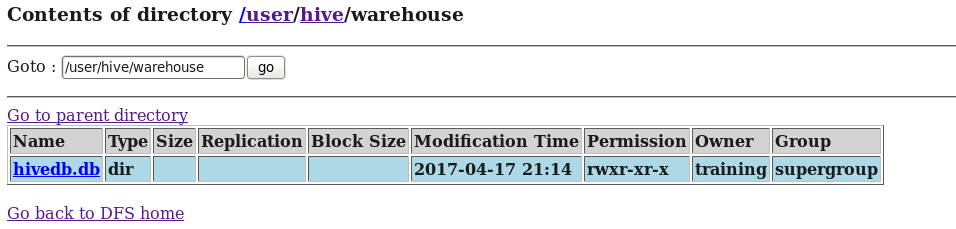 Contents of directory /user/hive/warehouse
Goto : /user/hive/warehouse go
Go to parent directory
Name Type Size Replication Block Size Modification Time Permission Owner Group
hivedb.db dir 2017-04-17 21:14 rwxr-xr-x training supergroup
Go back to DFS home